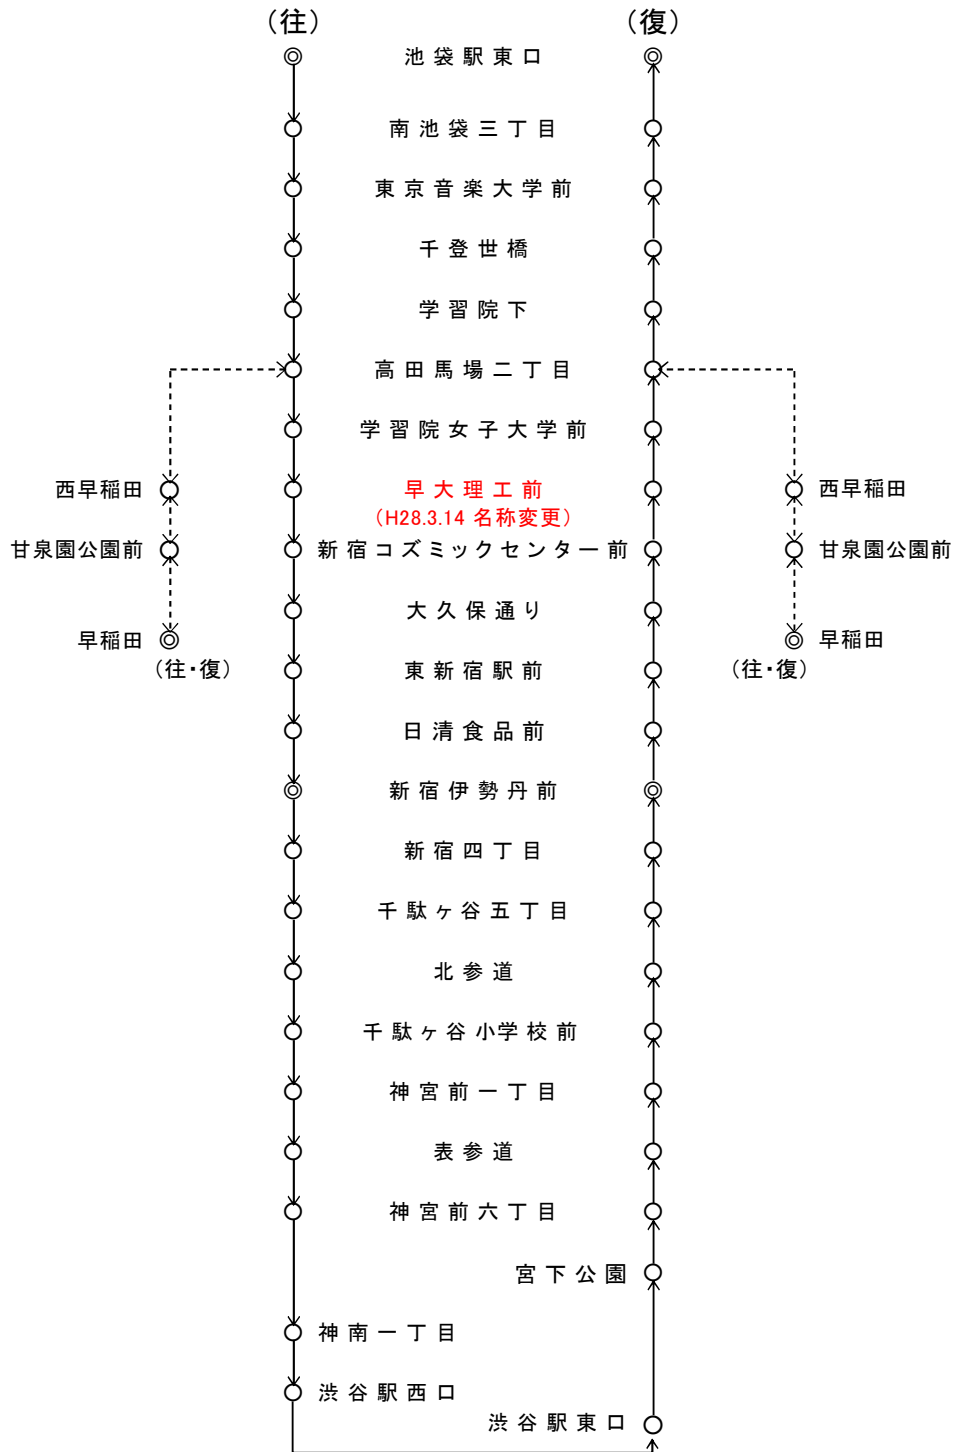 （往） （復）
池袋駅東口
南池袋三丁目
東京音楽大学前
千登世橋
学習院下
高田馬場二丁目
学習院女子大学前
西早稲田 早大理工前 西早稲田
（H28.3.14 名称変更）
甘泉園公園前 新宿コズミックセンター前 甘泉園公園前
大久保通り
早稲田 早稲田
（往・復） 東新宿駅前 （往・復）
日清食品前
新宿伊勢丹前
新宿四丁目
千駄ヶ谷五丁目
北参道
千駄ヶ谷小学校前
神宮前一丁目
表参道
神宮前六丁目
宮下公園
神南一丁目
渋谷駅西口
渋谷駅東口